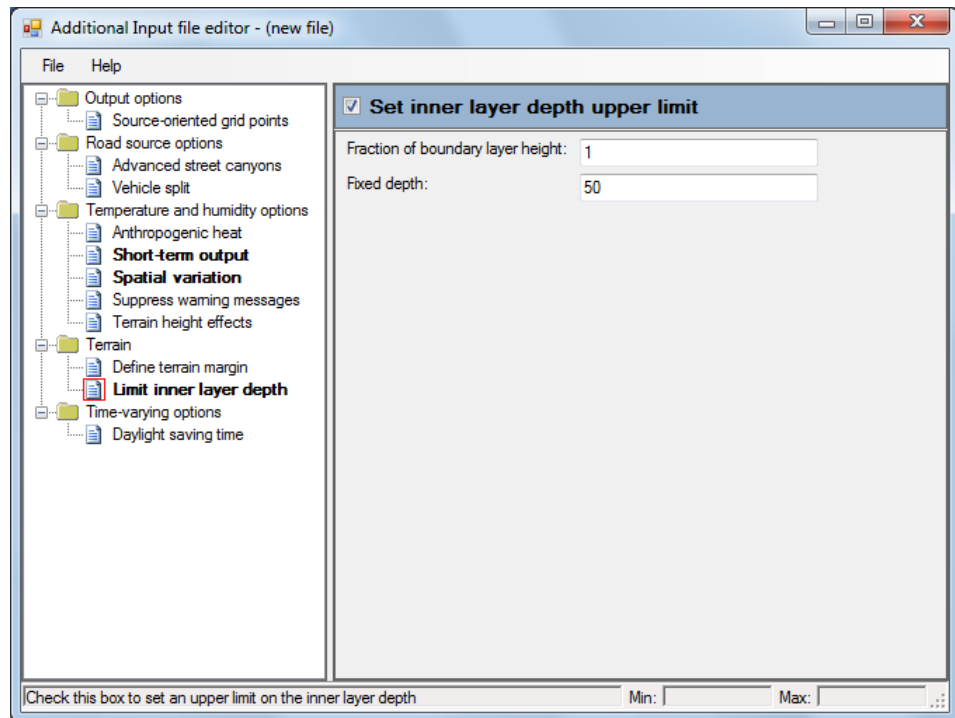 Additional Input file editor - (new file)
File Help
Output options
Source-oriented grid points
Road source options
Advanced street canyons
Vehicle split
Temperature and humidity options
Anthropogenic heat
Short-term output
Spatial variation
Suppress warning messages
Terrain height effects
Terrain
Define terrain margin
Limit inner layer depth
Time-varying options
Daylight saving time
Set inner layer depth upper limit
Fraction of boundary layer height: 1
Fixed depth: 50
Check this box to set an upper limit on the inner layer depth Min: Max: